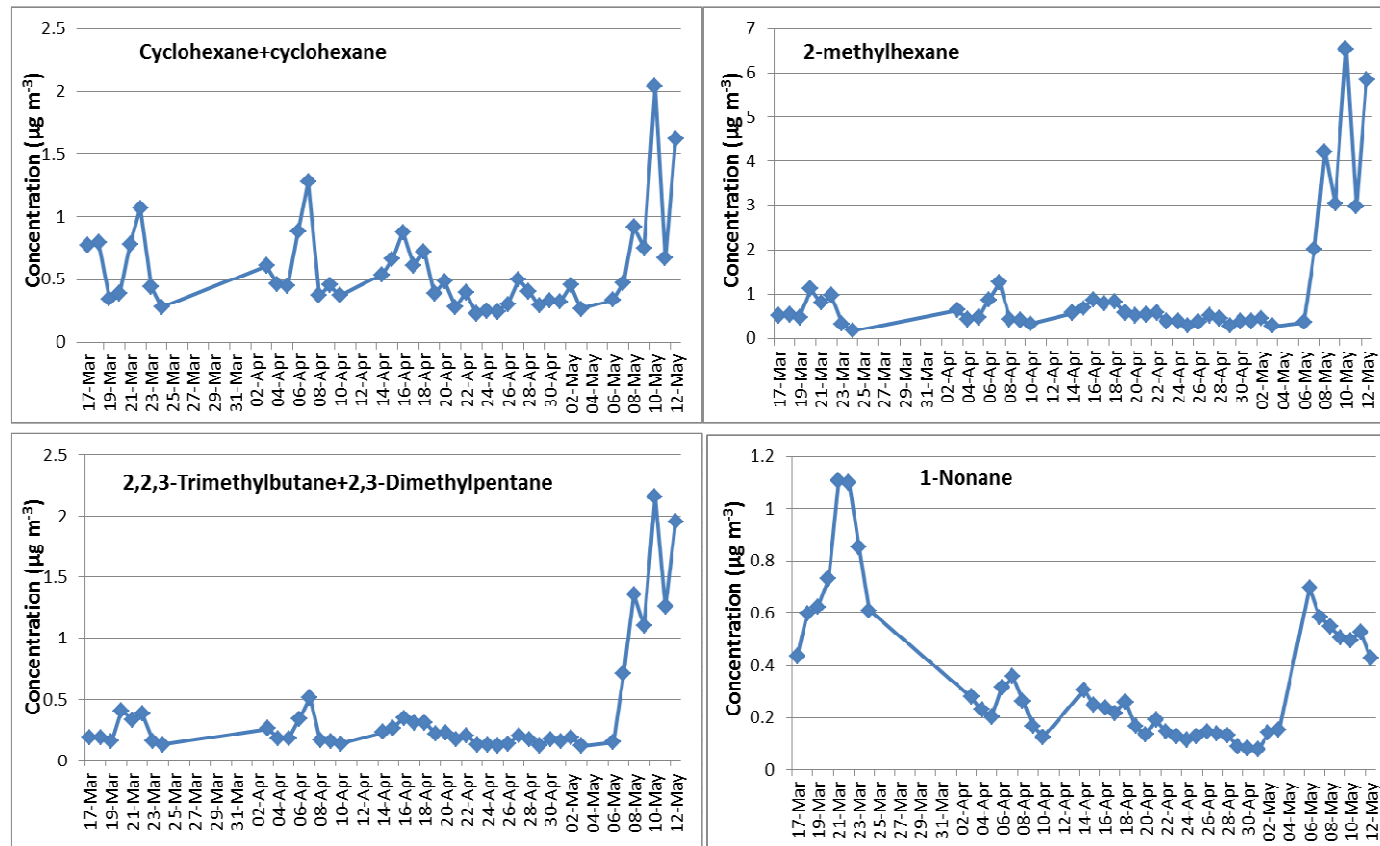 Cyclohexane+cyclohexane
Concentration (µg m-3)
2.5
2
1.5
1
0.5
0
17-Mar
19-Mar
21-Mar
23-Mar
25-Mar
27-Mar
29-Mar
31-Mar
02-Apr
04-Apr
06-Apr
08-Apr
10-Apr
12-Apr
14-Apr
16-Apr
18-Apr
20-Apr
22-Apr
24-Apr
26-Apr
28-Apr
30-Apr
02-May
04-May
06-May
08-May
10-May
12-May
2-methylhexane
Concentration (µg m-3)
7
6
5
4
3
2
1
0
17-Mar
19-Mar
21-Mar
23-Mar
25-Mar
27-Mar
29-Mar
31-Mar
02-Apr
04-Apr
06-Apr
08-Apr
10-Apr
12-Apr
14-Apr
16-Apr
18-Apr
20-Apr
22-Apr
24-Apr
26-Apr
28-Apr
30-Apr
02-May
04-May
06-May
08-May
10-May
12-May
2,2,3-Trimethylbutane+2,3-Dimethylpentane
Concentration (µg m-3)
2.5
2
1.5
1
0.5
0
17-Mar
19-Mar
21-Mar
23-Mar
25-Mar
27-Mar
29-Mar
31-Mar
02-Apr
04-Apr
06-Apr
08-Apr
10-Apr
12-Apr
14-Apr
16-Apr
18-Apr
20-Apr
22-Apr
24-Apr
26-Apr
28-Apr
30-Apr
02-May
04-May
06-May
08-May
10-May
12-May
1-Nonane
Concentration (µg m-3)
1.2
1
0.8
0.6
0.4
0.2
0
17-Mar
19-Mar
21-Mar
23-Mar
25-Mar
27-Mar
29-Mar
31-Mar
02-Apr
04-Apr
06-Apr
08-Apr
10-Apr
12-Apr
14-Apr
16-Apr
18-Apr
20-Apr
22-Apr
24-Apr
26-Apr
28-Apr
30-Apr
02-May
04-May
06-May
08-May
10-May
12-May